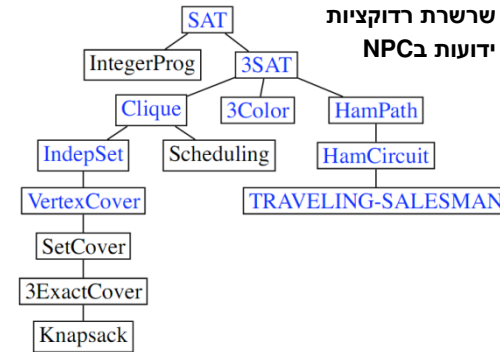 שרשרת רדוקציות
ידועות בNPC
SAT
IntegerProg
3SAT
Clique
3Color
HamPath
IndepSet
Scheduling
HamCircuit
VertexCover
TRAVELING-SALESMAN
SetCover
3ExactCover
Knapsack